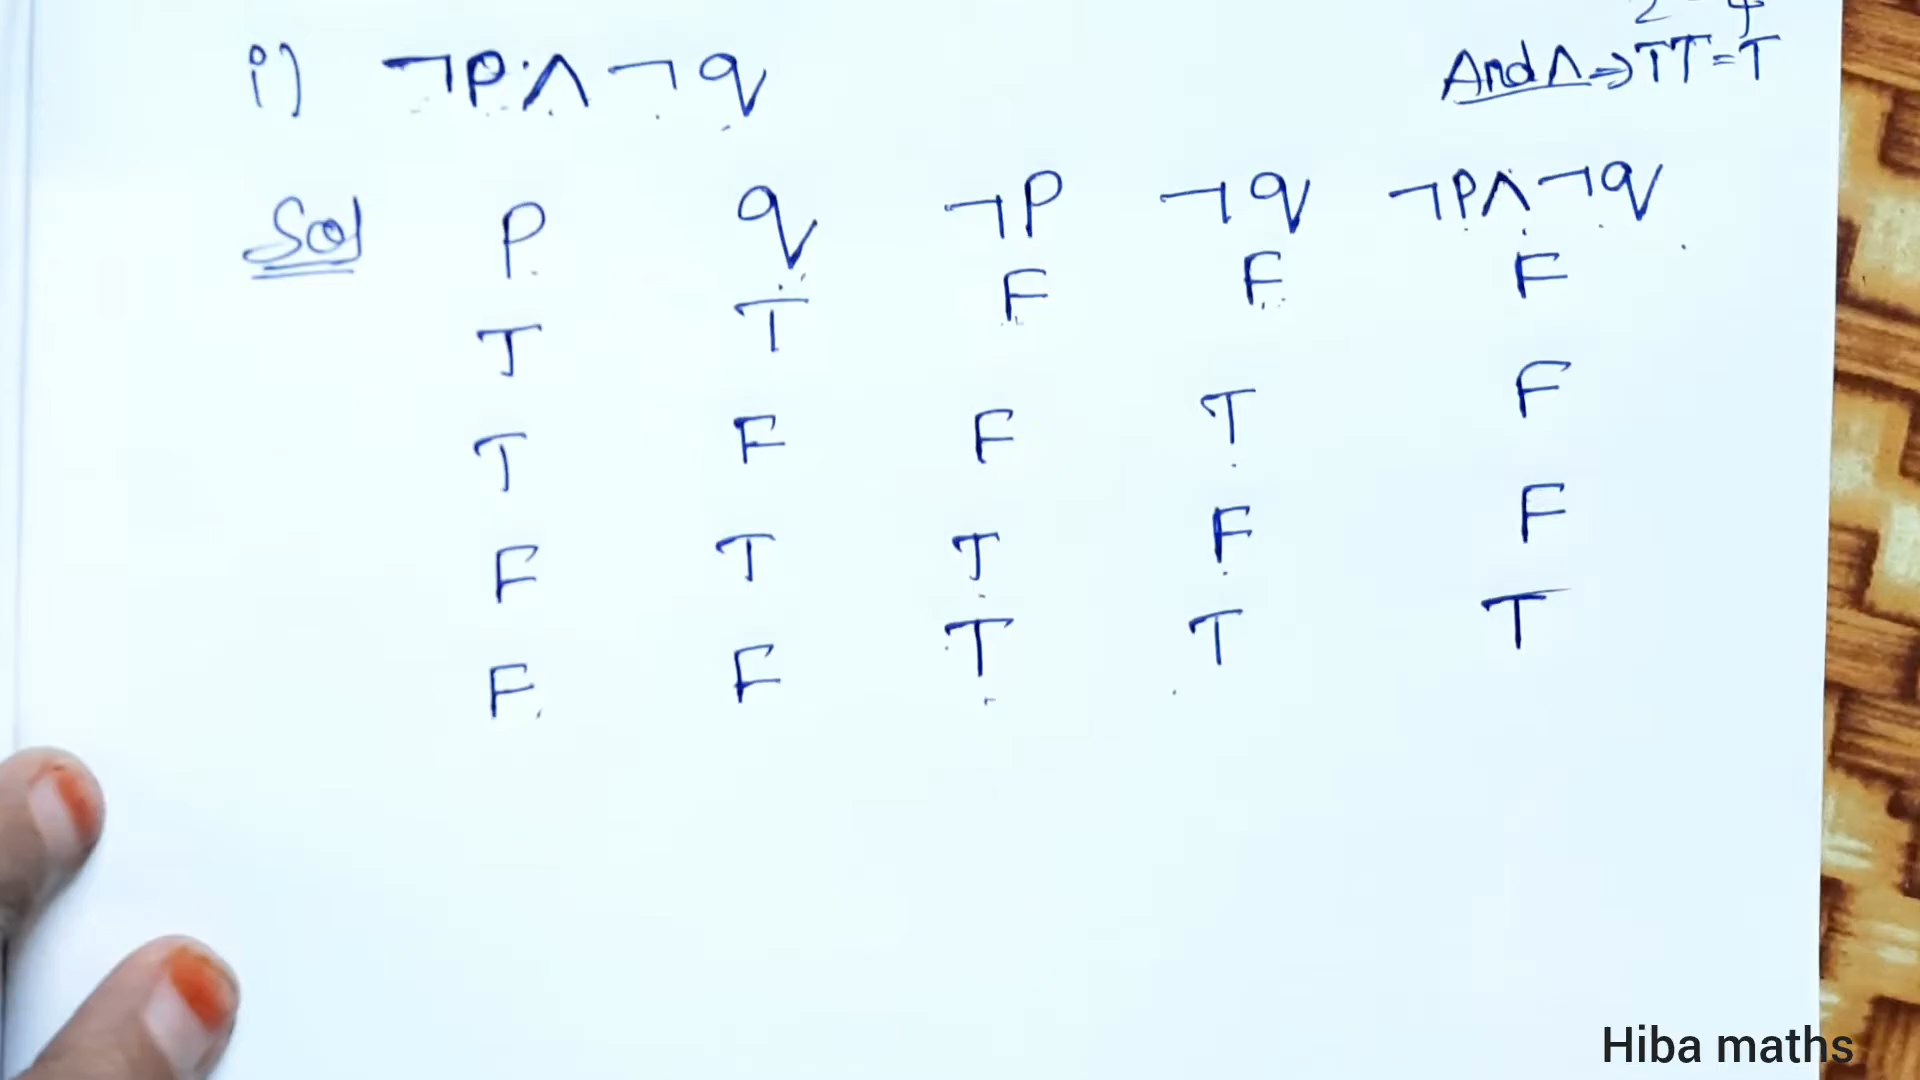 i) ¬P∧¬q
And∧⇒TT=T
Sol P q ¬P ¬q ¬P∧¬q
T T F F F
T F F T F
F T T F F
F F T T T
Hiba maths